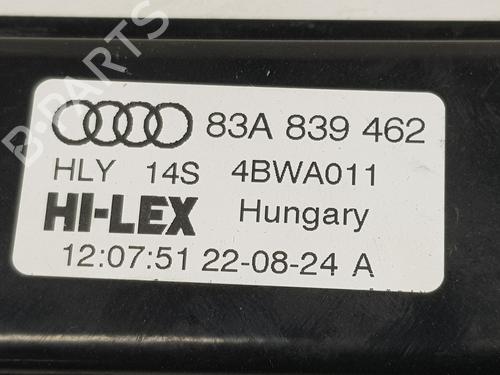 B-PARTS
83A 839 462
HLY 14S 4BWA011
HI-LEX Hungary
12:07:51 22-08-24 A